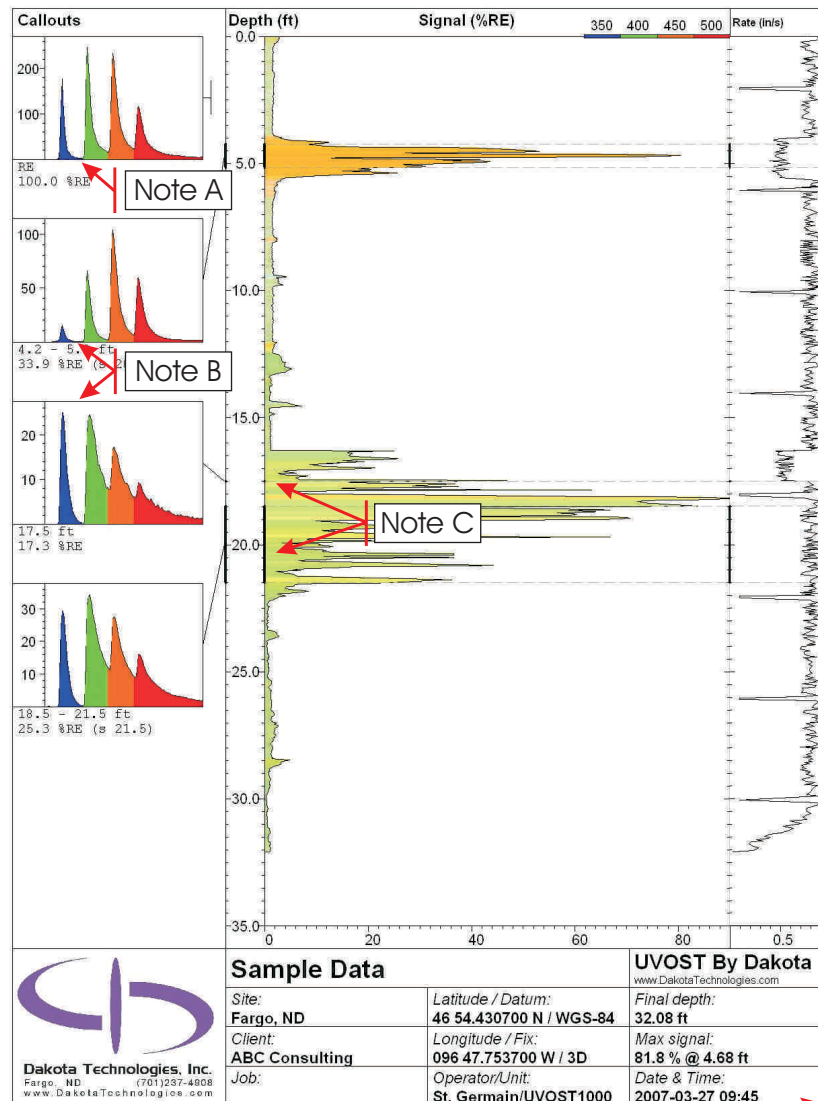 Callouts
Depth (ft)
Signal (%RE)
350 400 450 500
Rate (in/s)
200
100
RE
100.0 %RE
Note A
100
50
4.2 - 5. ft
33.9 %RE (s 2
Note B
20
10
17.5 ft
17.3 %RE
30
20
10
18.5 - 21.5 ft
25.3 %RE (s 21.5)
0.0
5.0
10.0
15.0
20.0
25.0
30.0
35.0
Note C
0 20 40 60 80
0.5
Dakota Technologies, Inc.
Fargo, ND (701)237-4908
www.DakotaTechnologies.com
Sample Data
UVOST By Dakota
www.DakotaTechnologies.com
Site:
Fargo, ND
Latitude / Datum:
46 54.430700 N / WGS-84
Final depth:
32.08 ft
Client:
ABC Consulting
Longitude / Fix:
096 47.753700 W / 3D
Max signal:
81.8 % @ 4.68 ft
Job:
Operator/Unit:
St. Germain/UVOST1000
Date & Time:
2007-03-27 09:45